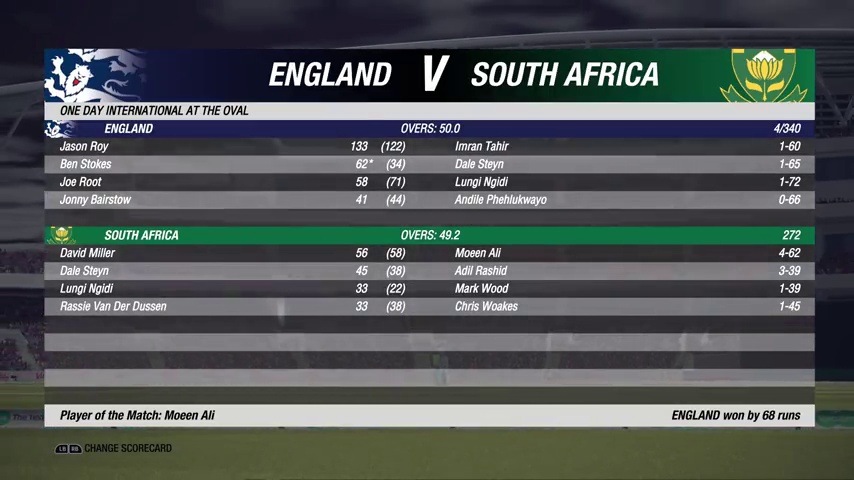 ENGLAND V SOUTH AFRICA
ONE DAY INTERNATIONAL AT THE OVAL
ENGLAND OVERS: 50.0 4/340
Jason Roy 133 (122) Imran Tahir 1-60
Ben Stokes 62* (34) Dale Steyn 1-65
Joe Root 58 (71) Lungi Ngidi 1-72
Jonny Bairstow 41 (44) Andile Phehlukwayo 0-66
SOUTH AFRICA OVERS: 49.2 272
David Miller 56 (58) Moeen Ali 4-62
Dale Steyn 45 (38) Adil Rashid 3-39
Lungi Ngidi 33 (22) Mark Wood 1-39
Rassie Van Der Dussen 33 (38) Chris Woakes 1-45
Player of the Match: Moeen Ali ENGLAND won by 68 runs
LB RB CHANGE SCORECARD